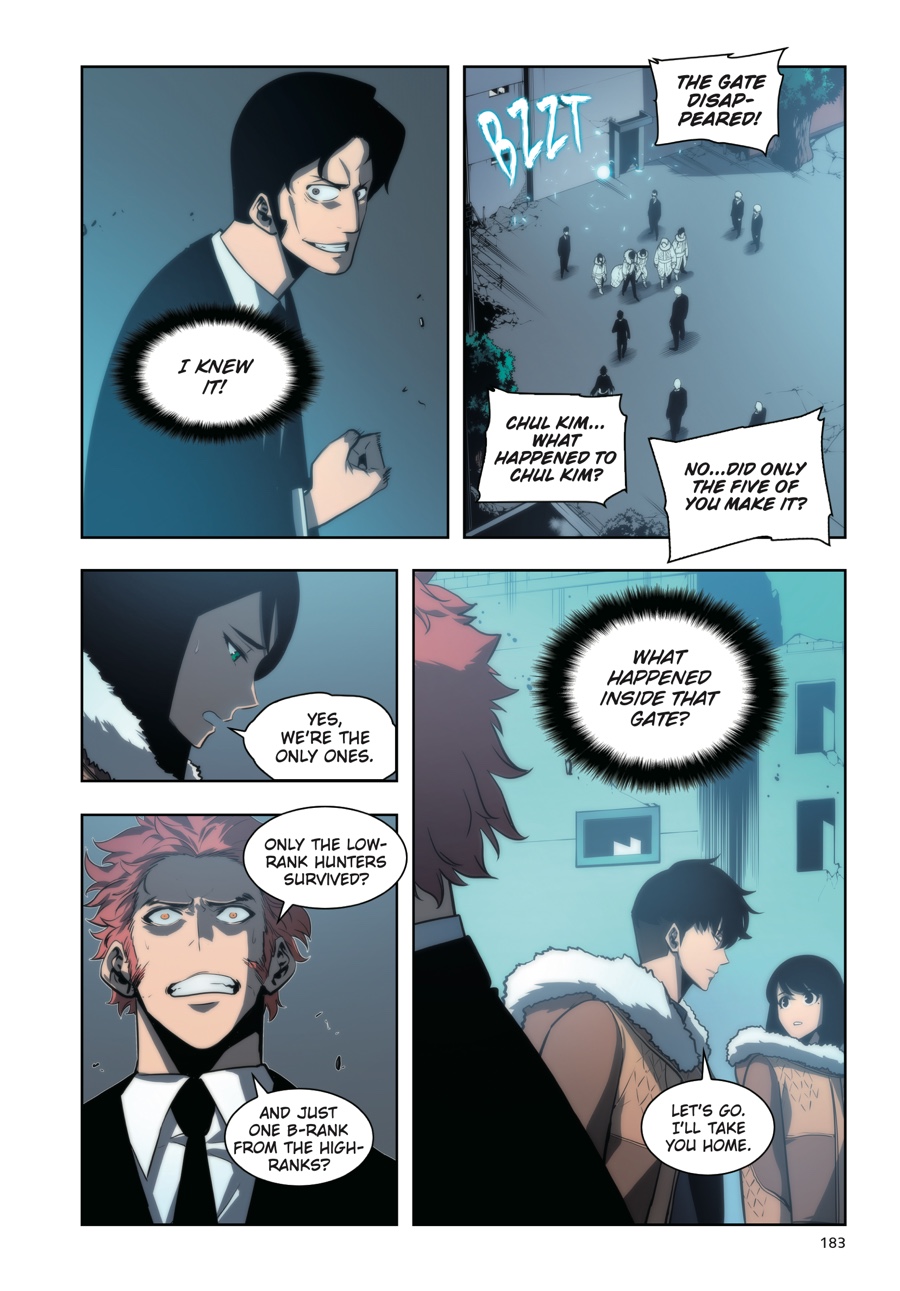 I KNEW
IT!
BZZT
THE GATE
DISAP-
PEARED!
CHUL KIM...
WHAT
HAPPENED TO
CHUL KIM?
NO...DID ONLY
THE FIVE OF
YOU MAKE IT?
YES,
WE'RE THE
ONLY ONES.
ONLY THE LOW-
RANK HUNTERS
SURVIVED?
AND JUST
ONE B-RANK
FROM THE HIGH-
RANKS?
WHAT
HAPPENED
INSIDE THAT
GATE?
LET'S GO.
I'LL TAKE
YOU HOME.
183